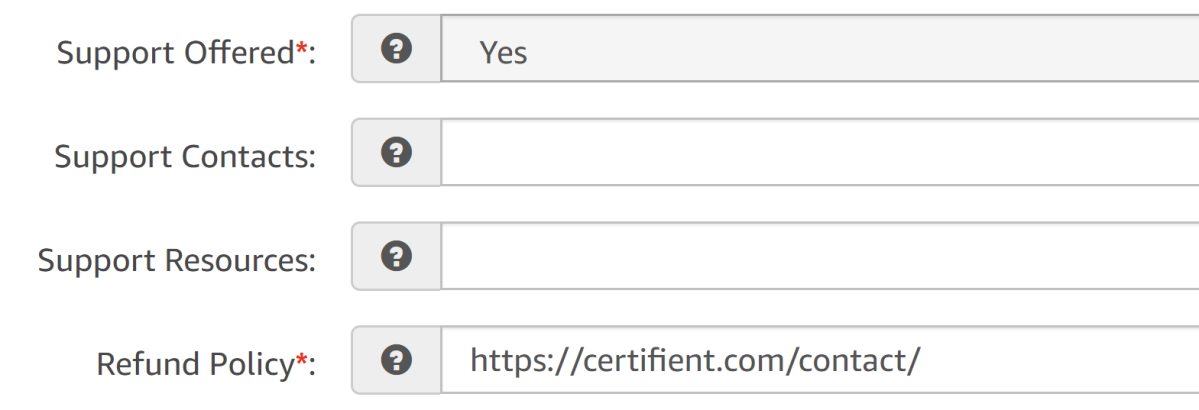 Support Offered*: Yes
Support Contacts:
Support Resources:
Refund Policy*: https://certifient.com/contact/